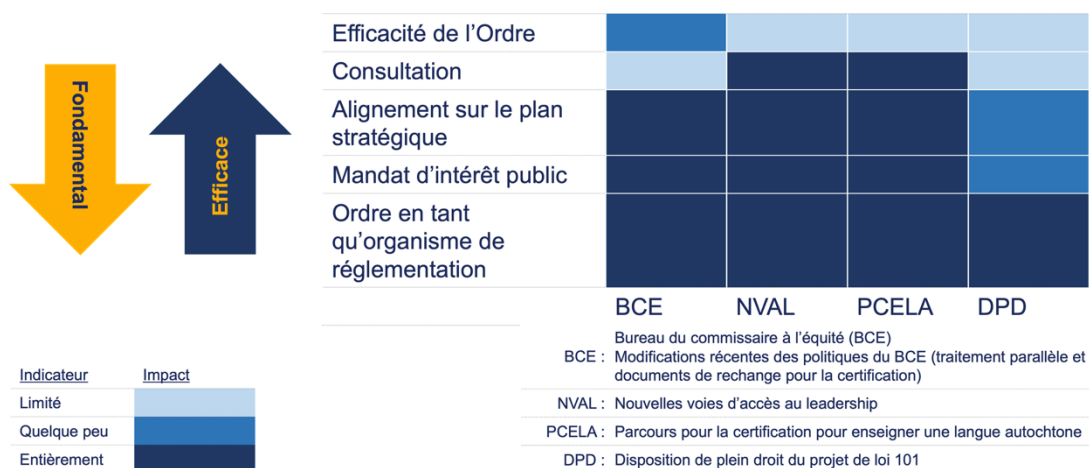 Fondamental
Efficace
Efficacité de l'Ordre
Consultation
Alignement sur le plan
stratégique
Mandat d'intérêt public
Ordre en tant
qu'organisme de
réglementation
BCE NVAL PCELA DPD
Indicateur Impact
Limité
Quelque peu
Entièrement
Bureau du commissaire à l'équité (BCE)
BCE : Modifications récentes des politiques du BCE (traitement parallèle et
documents de rechange pour la certification)
NVAL : Nouvelles voies d'accès au leadership
PCELA : Parcours pour la certification pour enseigner une langue autochtone
DPD : Disposition de plein droit du projet de loi 101